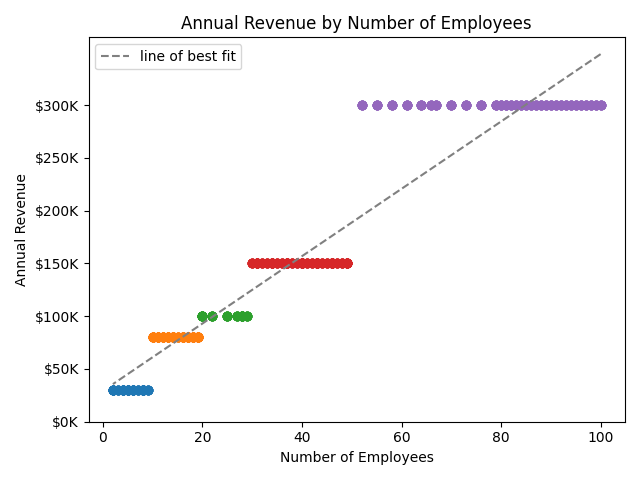 Annual Revenue by Number of Employees
line of best fit
$300K
$250K
$200K
$150K
$100K
$50K
$0K
Annual Revenue
0 20 40 60 80 100
Number of Employees